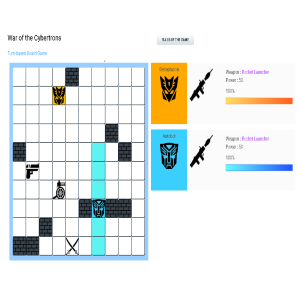 War of the Cybertrons
RULES OF THE GAME
Turn-based Board Game
Decepticons
Weapon : Rocket Launcher
Power : 50
100%
Autobot
Weapon : Rocket Launcher
Power : 50
100%